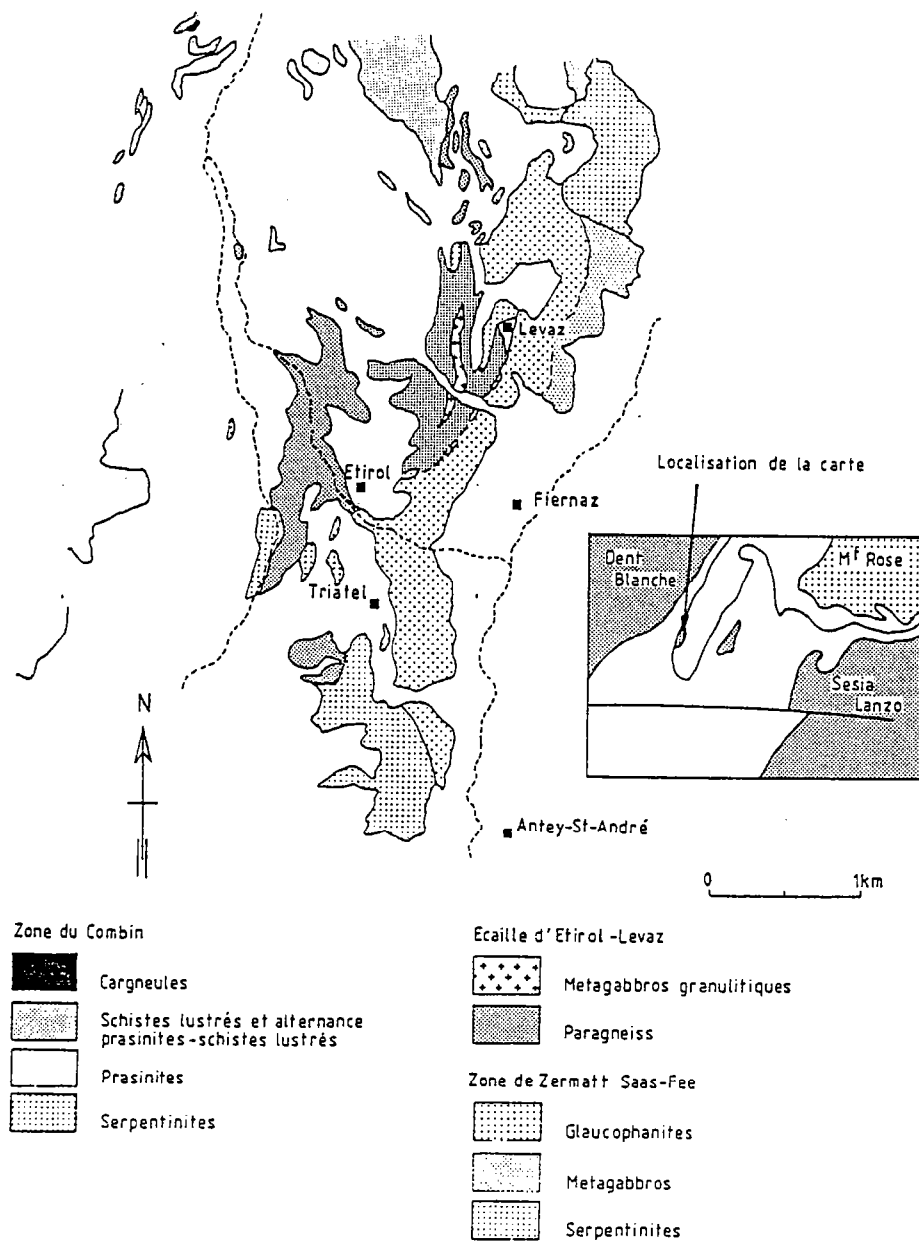 Levaz
Etirol
Fiernaz
Triatel
Antey-St-André
N
0 1km
Localisation de la carte
Dent
Blanche
Mt Rose
Sesia
Lanzo
Zone du Combin
Cargneules
Schistes lustrés et alternance
prasinites-schistes lustrés
Prasinites
Serpentinites
Ecaille d'Etirol-Levaz
Metagabbros granulitiques
Paragneiss
Zone de Zermatt Saas-Fee
Glaucophanites
Metagabbros
Serpentinites